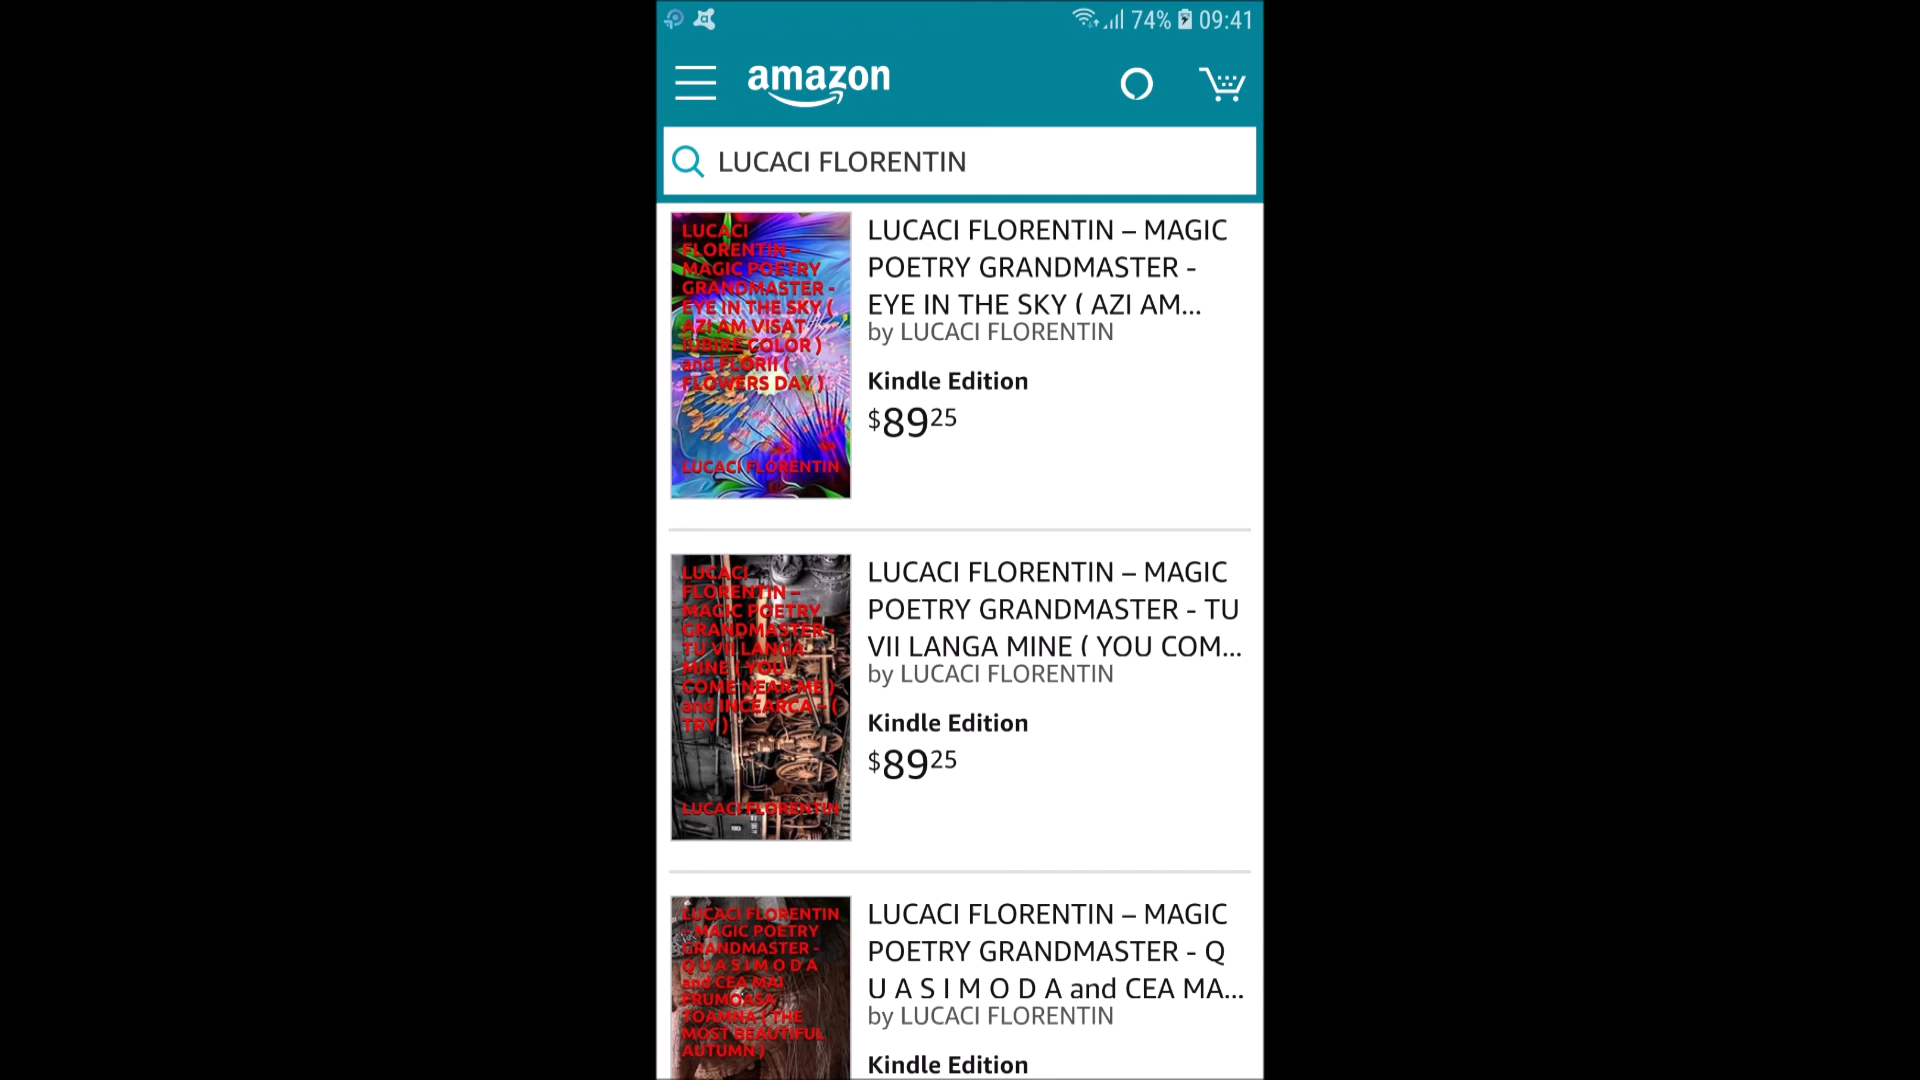 74% 09:41
amazon
LUCACI FLORENTIN
LUCACI
FLORENTIN –
MAGIC POETRY
GRANDMASTER -
EYE IN THE SKY (
AZI AM VISAT
IUBIRE COLOR )
and FLORII (
FLOWERS DAY )
LUCACI FLORENTIN
LUCACI FLORENTIN – MAGIC
POETRY GRANDMASTER -
EYE IN THE SKY ( AZI AM...
by LUCACI FLORENTIN
Kindle Edition
$89 25
LUCACI
FLORENTIN –
MAGIC POETRY
GRANDMASTER -
TU VII LANGA
MINE ( YOU
COME NEAR ME )
and INCEARCA – (
TRY )
LUCACI FLORENTIN
LUCACI FLORENTIN – MAGIC
POETRY GRANDMASTER - TU
VII LANGA MINE ( YOU COM...
by LUCACI FLORENTIN
Kindle Edition
$89 25
LUCACI FLORENTIN
– MAGIC POETRY
GRANDMASTER -
Q U A S I M O D A
and CEA MAI
FRUMOASA
TOAMNA ( THE
MOST BEAUTIFUL
AUTUMN )
LUCACI FLORENTIN – MAGIC
POETRY GRANDMASTER - Q
U A S I M O D A and CEA MA...
by LUCACI FLORENTIN
Kindle Edition